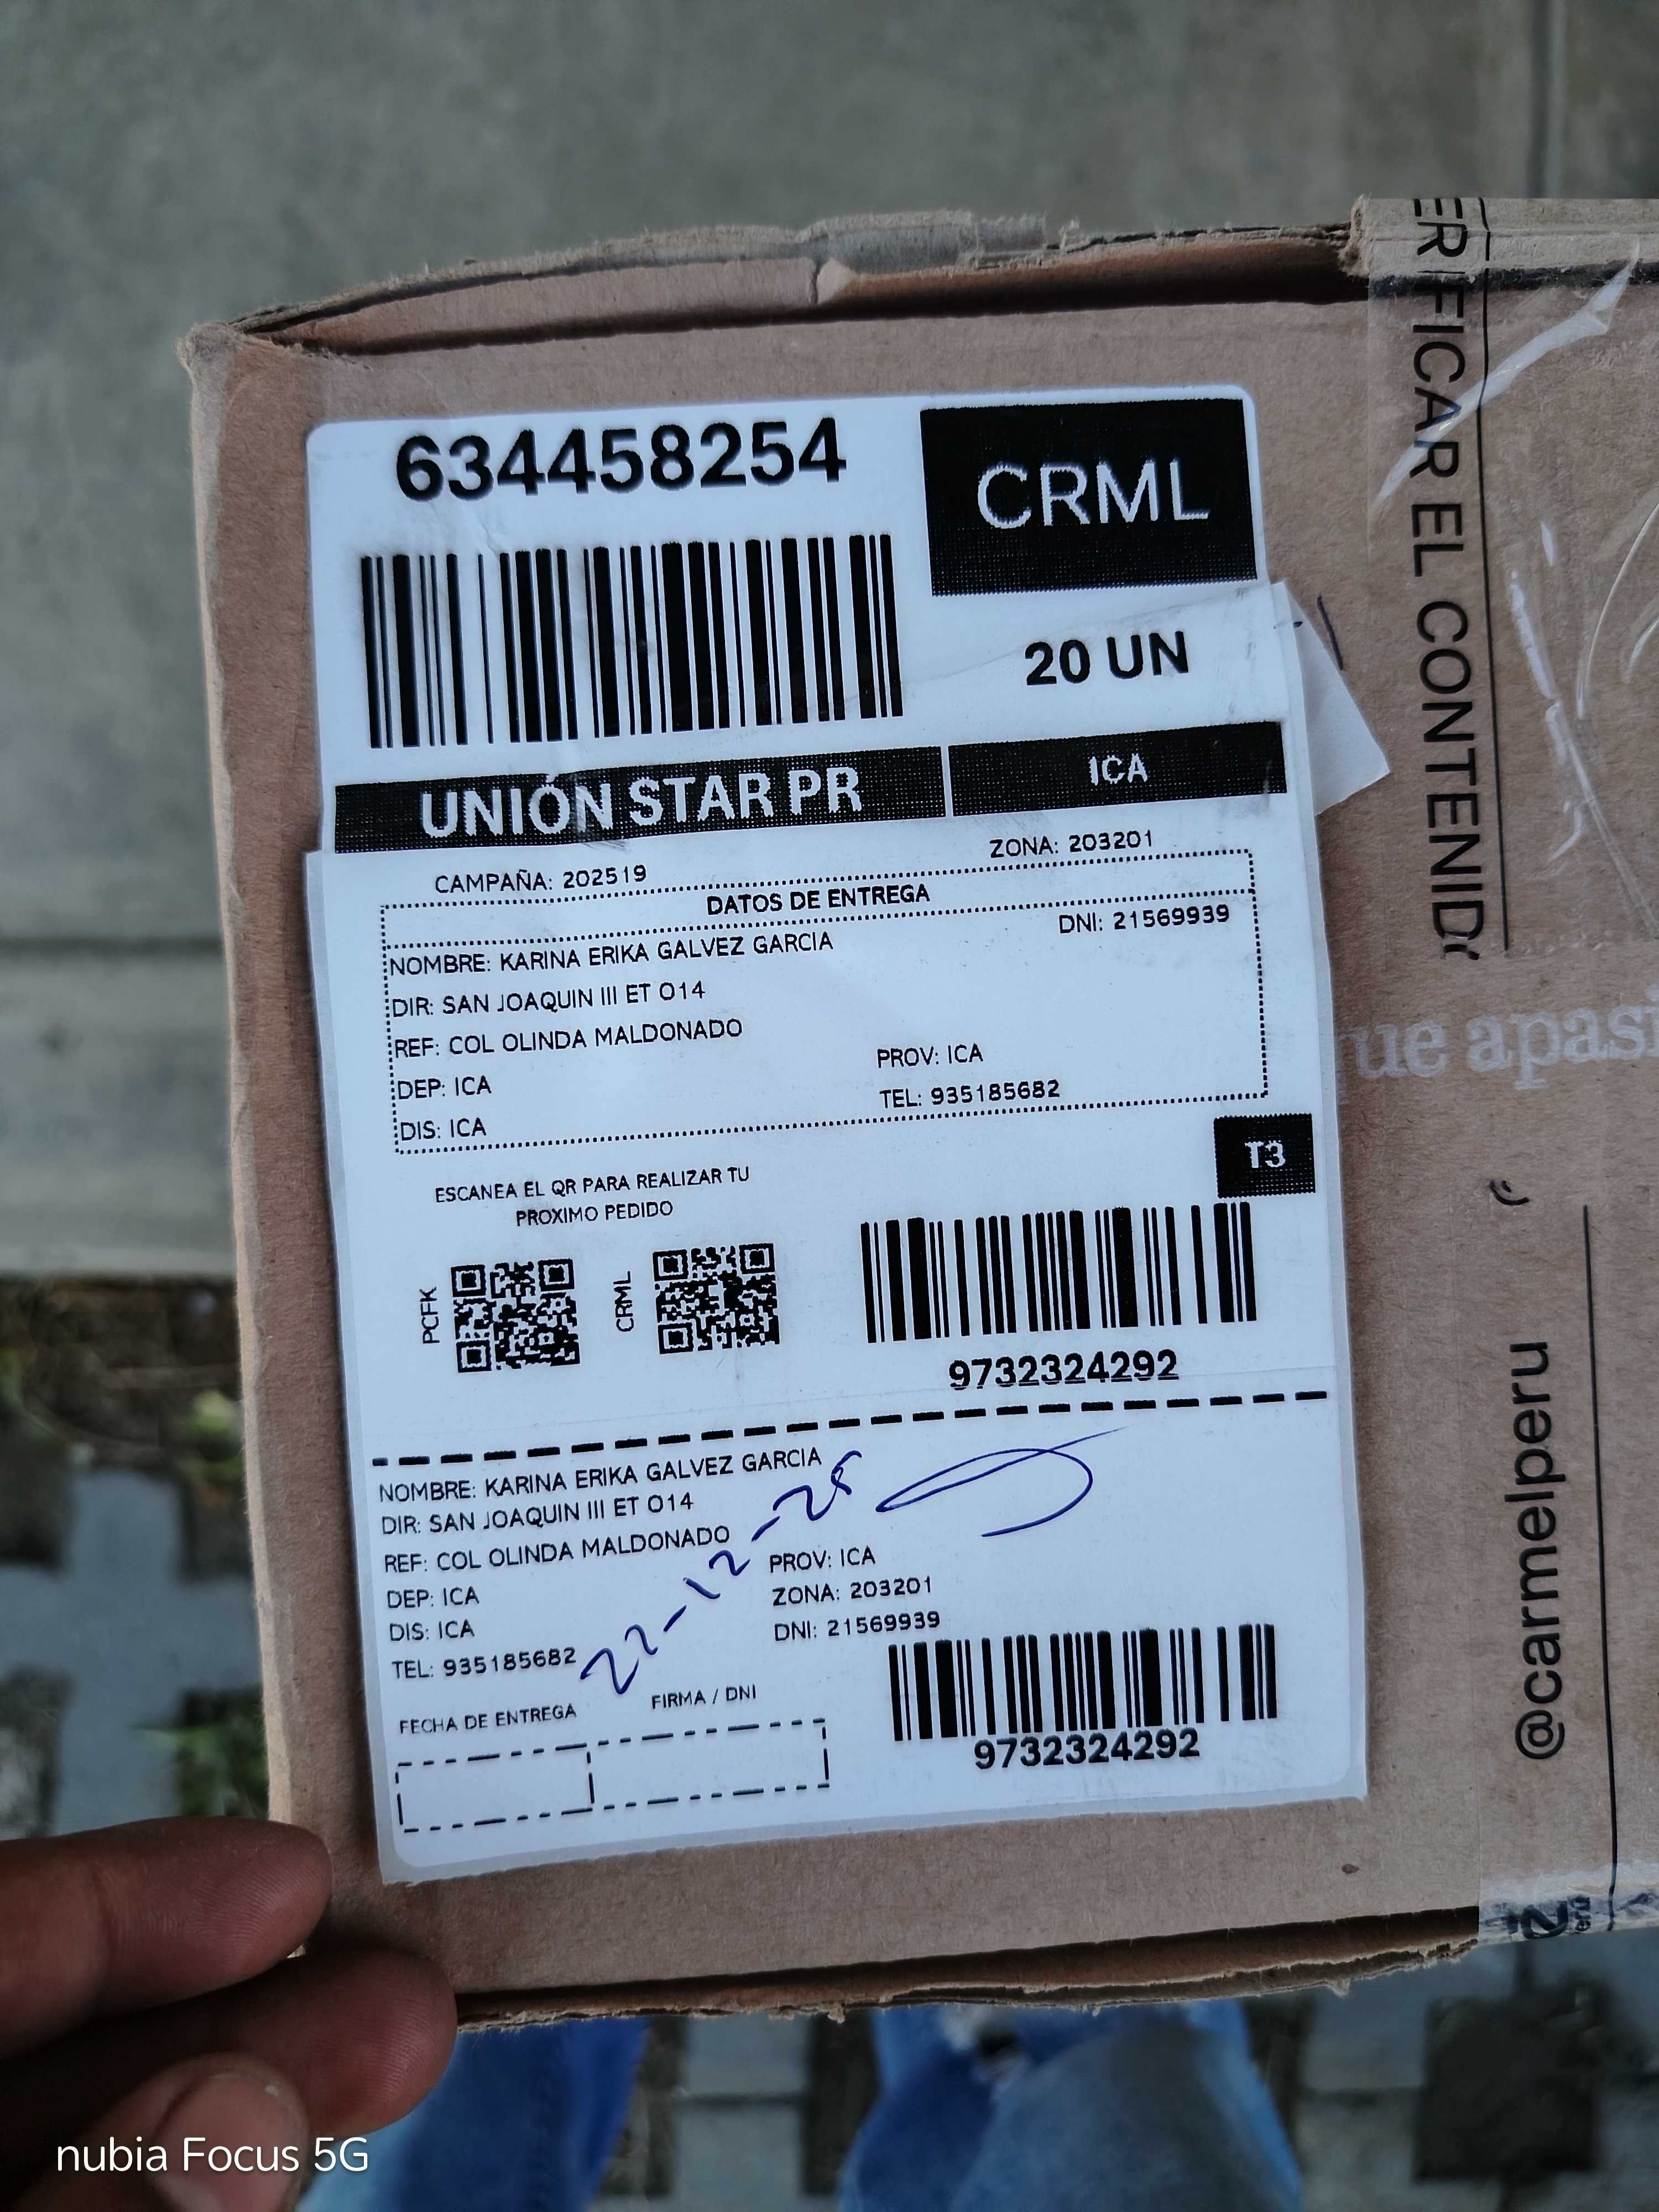 634458254
CRML
20 UN
UNIÓN STAR PR
ICA
CAMPAÑA: 202519
ZONA: 203201
DATOS DE ENTREGA
DNI: 21569939
NOMBRE: KARINA ERIKA GALVEZ GARCIA
DIR: SAN JOAQUIN III ET O14
REF: COL OLINDA MALDONADO
DEP: ICA
PROV: ICA
DIS: ICA
TEL: 935185682
T3
ESCANEA EL QR PARA REALIZAR TU
PROXIMO PEDIDO
PCFK
CRML
9732324292
NOMBRE: KARINA ERIKA GALVEZ GARCIA
DIR: SAN JOAQUIN III ET O14
REF: COL OLINDA MALDONADO
DEP: ICA
PROV: ICA
DIS: ICA
ZONA: 203201
TEL: 935185682
DNI: 21569939
22-12-25
FECHA DE ENTREGA
FIRMA / DNI
9732324292
ERIFICAR EL CONTENIDO
ue apasi
@carmelperu
nubia Focus 5G